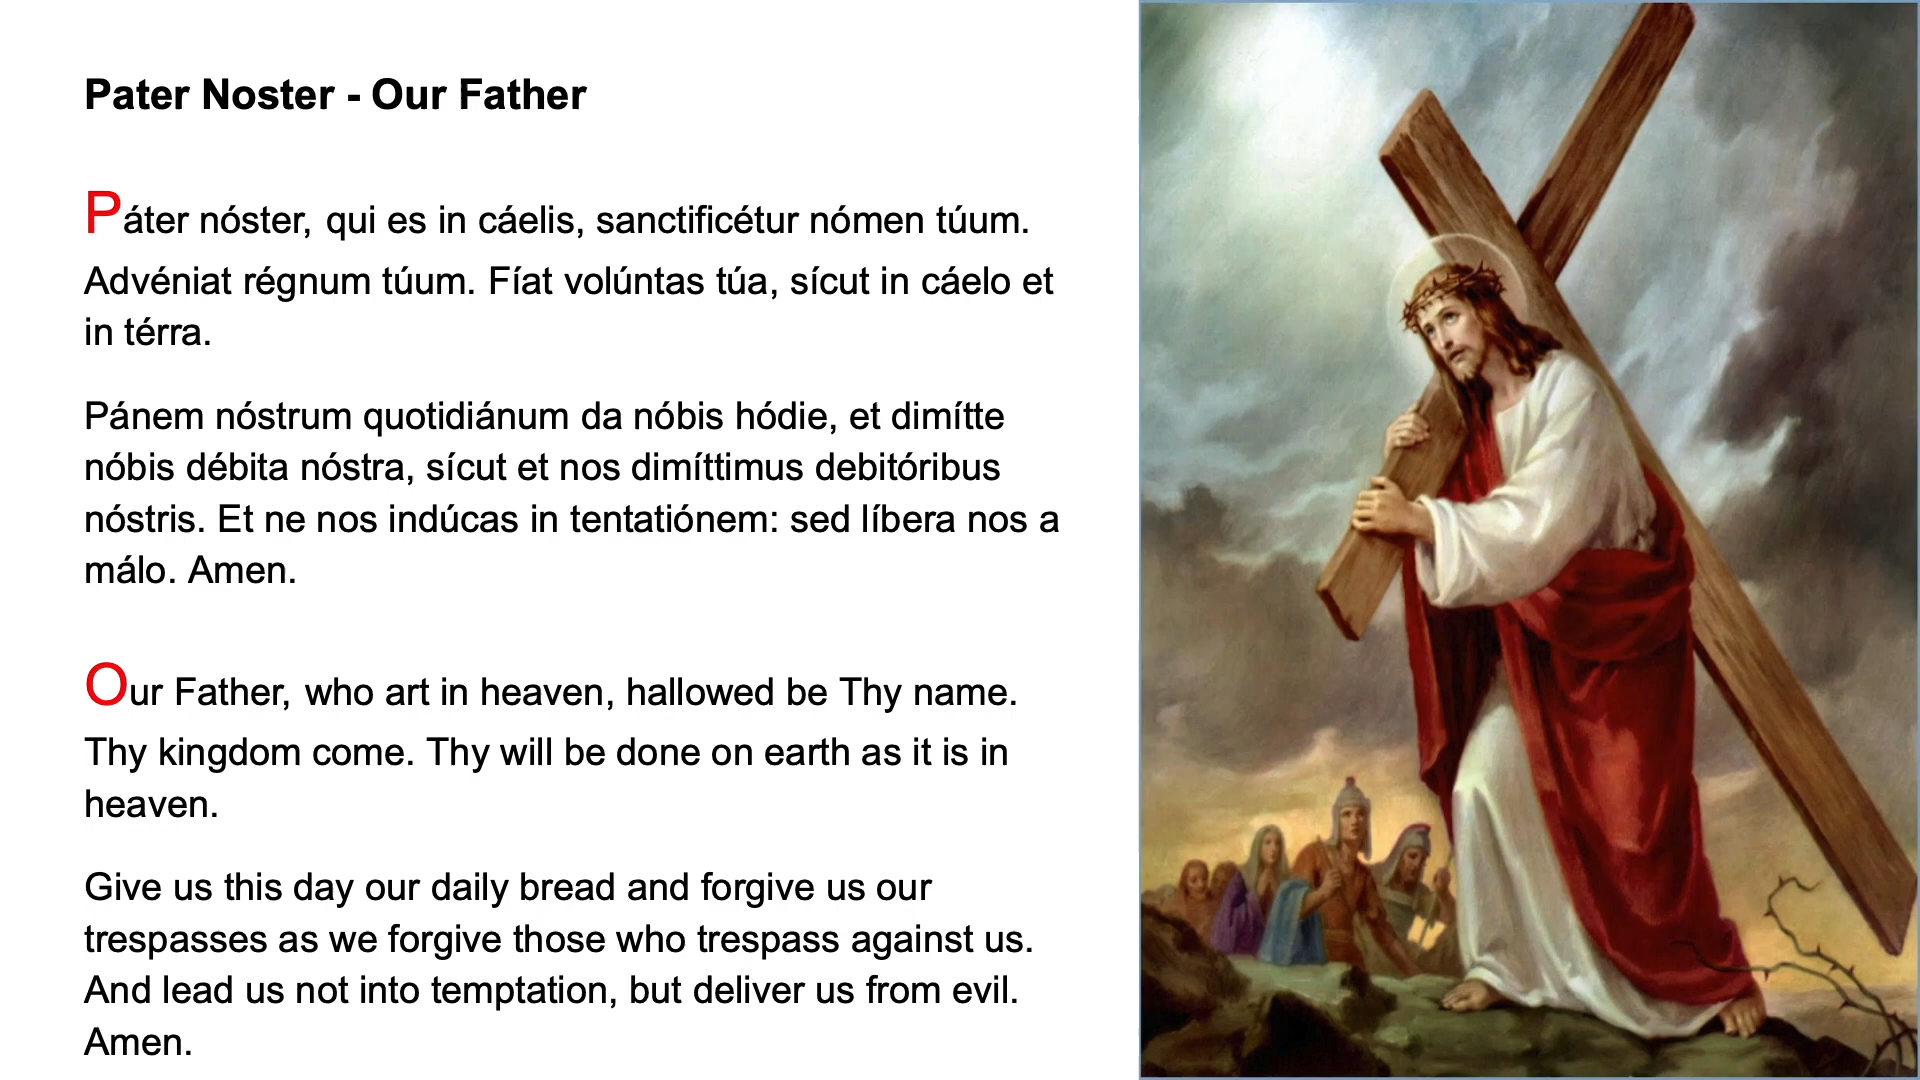 Pater Noster - Our Father
Páter nóster, qui es in cáelis, sanctificétur nómen túum.
Advéniat régnum túum. Fíat volúntas túa, sícut in cáelo et
in térra.
Pánem nóstrum quotidiánum da nóbis hódie, et dimítte
nóbis débita nóstra, sícut et nos dimíttimus debitóribus
nóstris. Et ne nos indúcas in tentatiónem: sed líbera nos a
málo. Amen.
Our Father, who art in heaven, hallowed be Thy name.
Thy kingdom come. Thy will be done on earth as it is in
heaven.
Give us this day our daily bread and forgive us our
trespasses as we forgive those who trespass against us.
And lead us not into temptation, but deliver us from evil.
Amen.